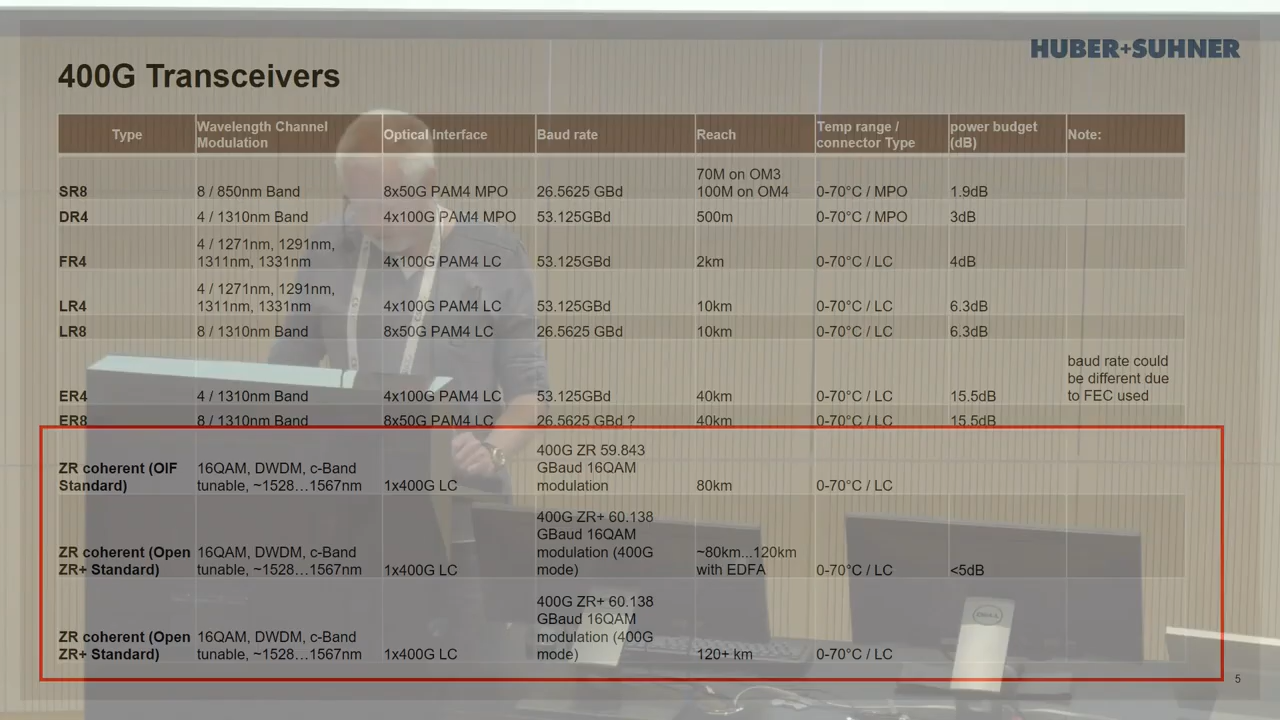 HUBER+SUHNER
400G Transceivers
Type
Wavelength Channel
Modulation
Optical Interface
Baud rate
Reach
Temp range /
connector Type
power budget
(dB)
Note:
SR8
8 / 850nm Band
8x50G PAM4 MPO
26.5625 GBd
70M on OM3
100M on OM4
0-70°C / MPO
1.9dB
DR4
4 / 1310nm Band
4x100G PAM4 MPO
53.125GBd
500m
0-70°C / MPO
3dB
FR4
4 / 1271nm, 1291nm,
1311nm, 1331nm
4x100G PAM4 LC
53.125GBd
2km
0-70°C / LC
4dB
LR4
4 / 1271nm, 1291nm,
1311nm, 1331nm
4x100G PAM4 LC
53.125GBd
10km
0-70°C / LC
6.3dB
LR8
8 / 1310nm Band
8x50G PAM4 LC
26.5625 GBd
10km
0-70°C / LC
6.3dB
ER4
4 / 1310nm Band
4x100G PAM4 LC
53.125GBd
40km
0-70°C / LC
15.5dB
baud rate could
be different due
to FEC used
ER8
8 / 1310nm Band
8x50G PAM4 LC
26.5625 GBd ?
40km
0-70°C / LC
15.5dB
ZR coherent (OIF
Standard)
16QAM, DWDM, c-Band
tunable, ~1528…1567nm
1x400G LC
400G ZR 59.843
GBaud 16QAM
modulation
80km
0-70°C / LC
ZR coherent (Open
ZR+ Standard)
16QAM, DWDM, c-Band
tunable, ~1528…1567nm
1x400G LC
400G ZR+ 60.138
GBaud 16QAM
modulation (400G
mode)
~80km...120km
with EDFA
0-70°C / LC
<5dB
ZR coherent (Open
ZR+ Standard)
16QAM, DWDM, c-Band
tunable, ~1528…1567nm
1x400G LC
400G ZR+ 60.138
GBaud 16QAM
modulation (400G
mode)
120+ km
0-70°C / LC
DELL
5